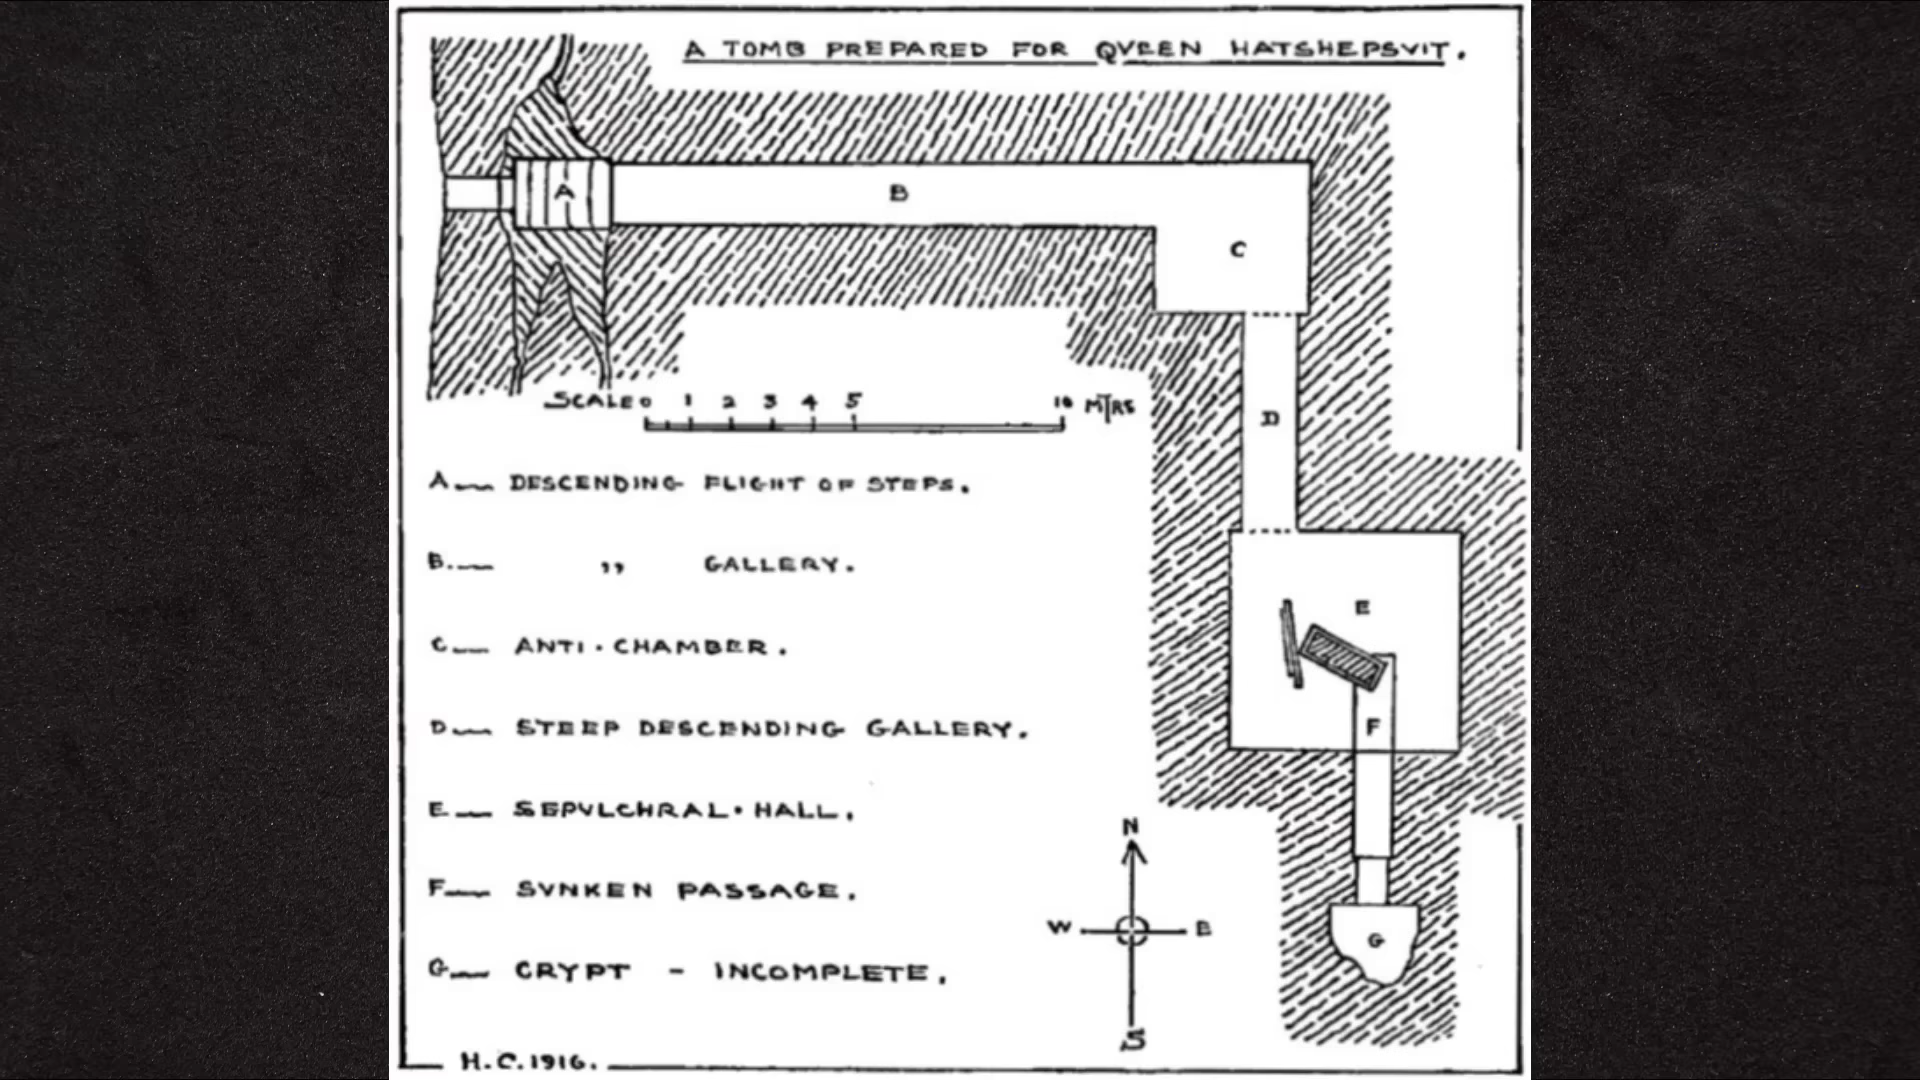 A TOMB PREPARED FOR QVEEN HATSHEPSVIT.
A
B
C
SCALE 0 1 2 3 4 5 10 MTRS
D
A — DESCENDING FLIGHT OF STEPS.
B. — ,, GALLERY.
E
C — ANTI-CHAMBER.
D — STEEP DESCENDING GALLERY.
F
E — SEPVLCHRAL-HALL.
N
F — SVNKEN PASSAGE.
W E
G
G — CRYPT - INCOMPLETE.
S
H.C.1916.